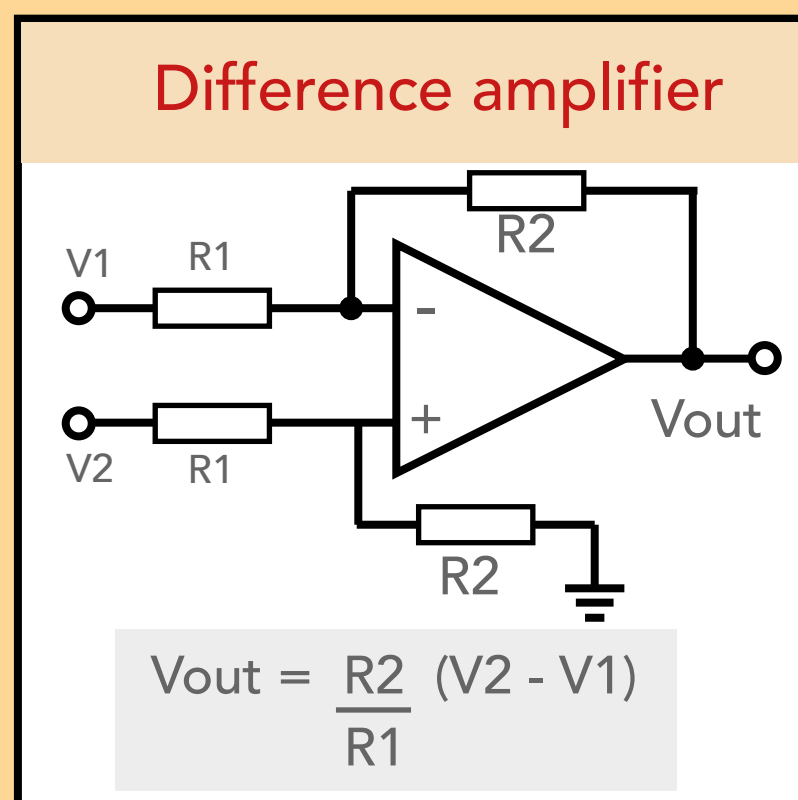 Difference amplifier
R2
V1
R1
-
+
Vout
V2
R1
R2
Vout = R2 (V2 - V1)
R1